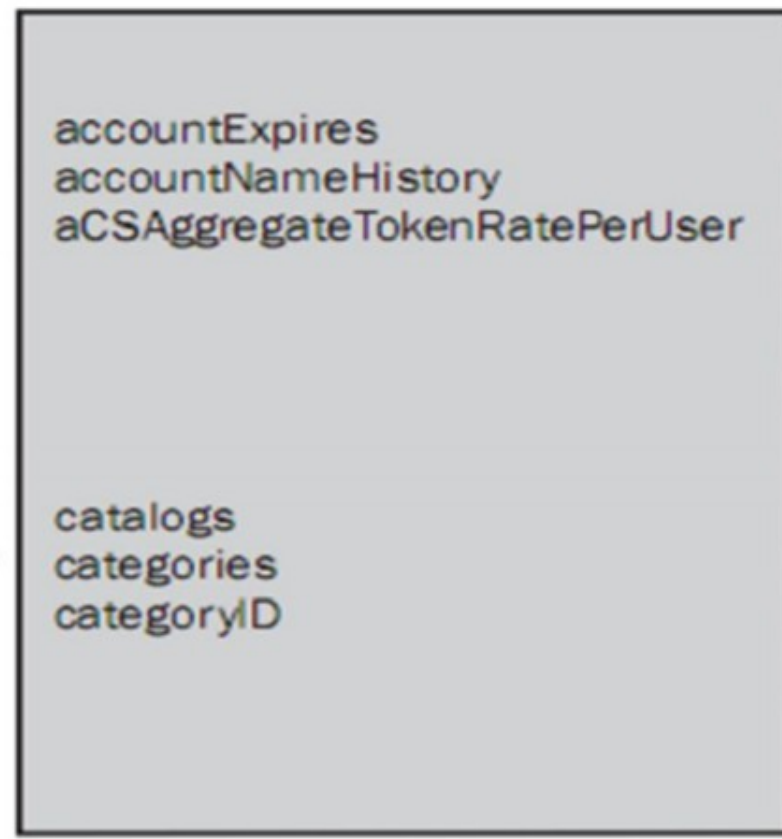 accountExpires
accountNameHistory
aCSAggregateTokenRatePerUser
catalogs
categories
categoryID